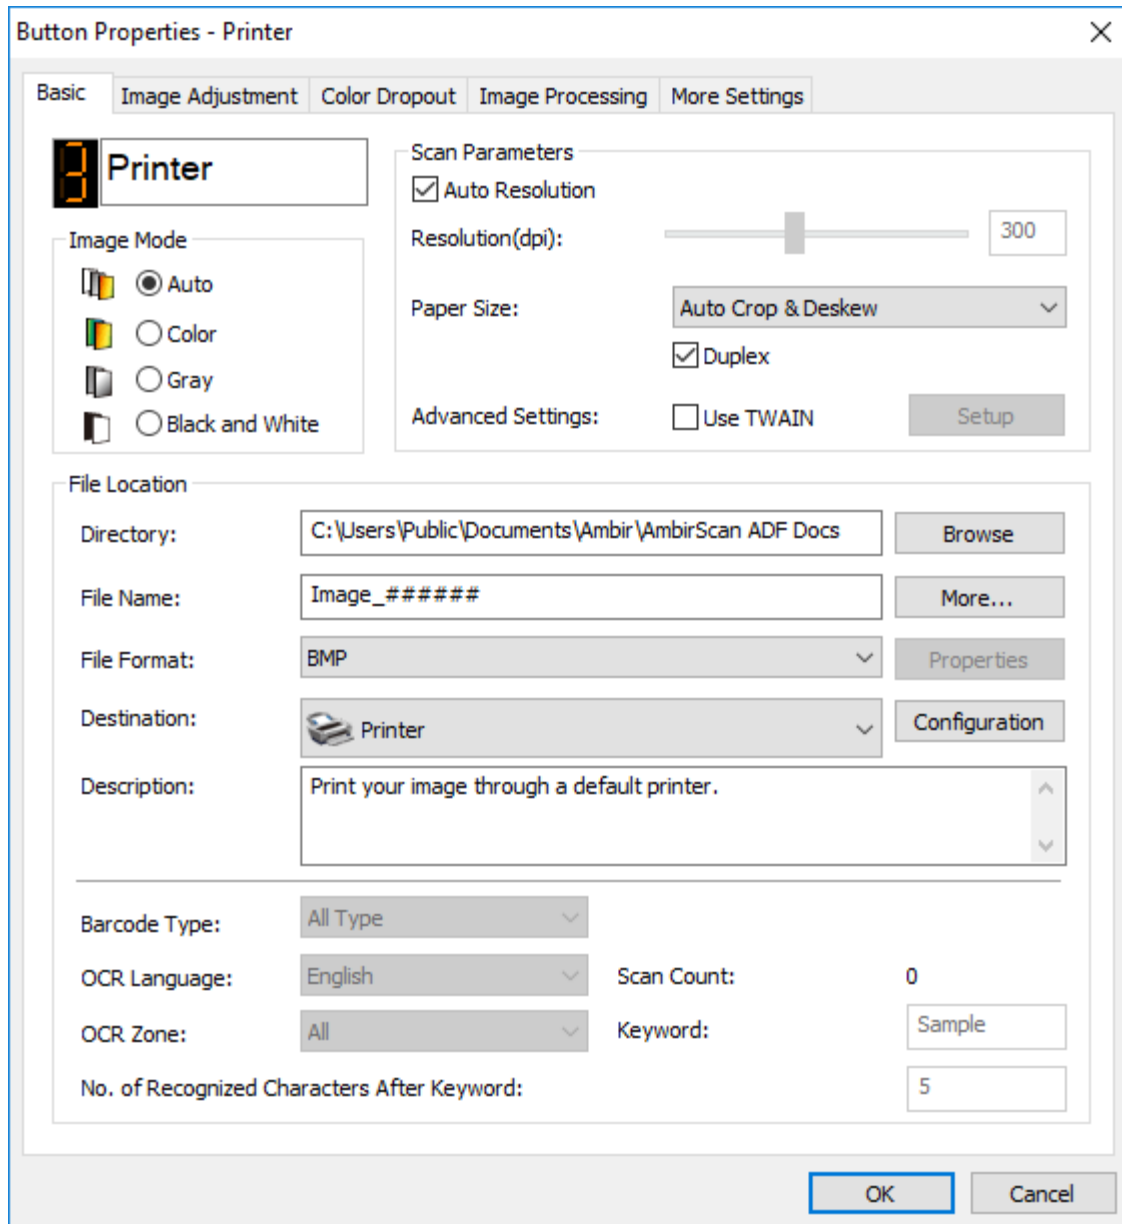 Button Properties - Printer
Basic
Image Adjustment
Color Dropout
Image Processing
More Settings
3
Printer
Image Mode
Auto
Color
Gray
Black and White
Scan Parameters
Auto Resolution
Resolution(dpi):
300
Paper Size:
Auto Crop & Deskew
Duplex
Advanced Settings:
Use TWAIN
Setup
File Location
Directory:
C:\Users\Public\Documents\Ambir\AmbirScan ADF Docs
Browse
File Name:
Image_######
More...
File Format:
BMP
Properties
Destination:
Printer
Configuration
Description:
Print your image through a default printer.
Barcode Type:
All Type
OCR Language:
English
Scan Count:
0
OCR Zone:
All
Keyword:
Sample
No. of Recognized Characters After Keyword:
5
OK
Cancel